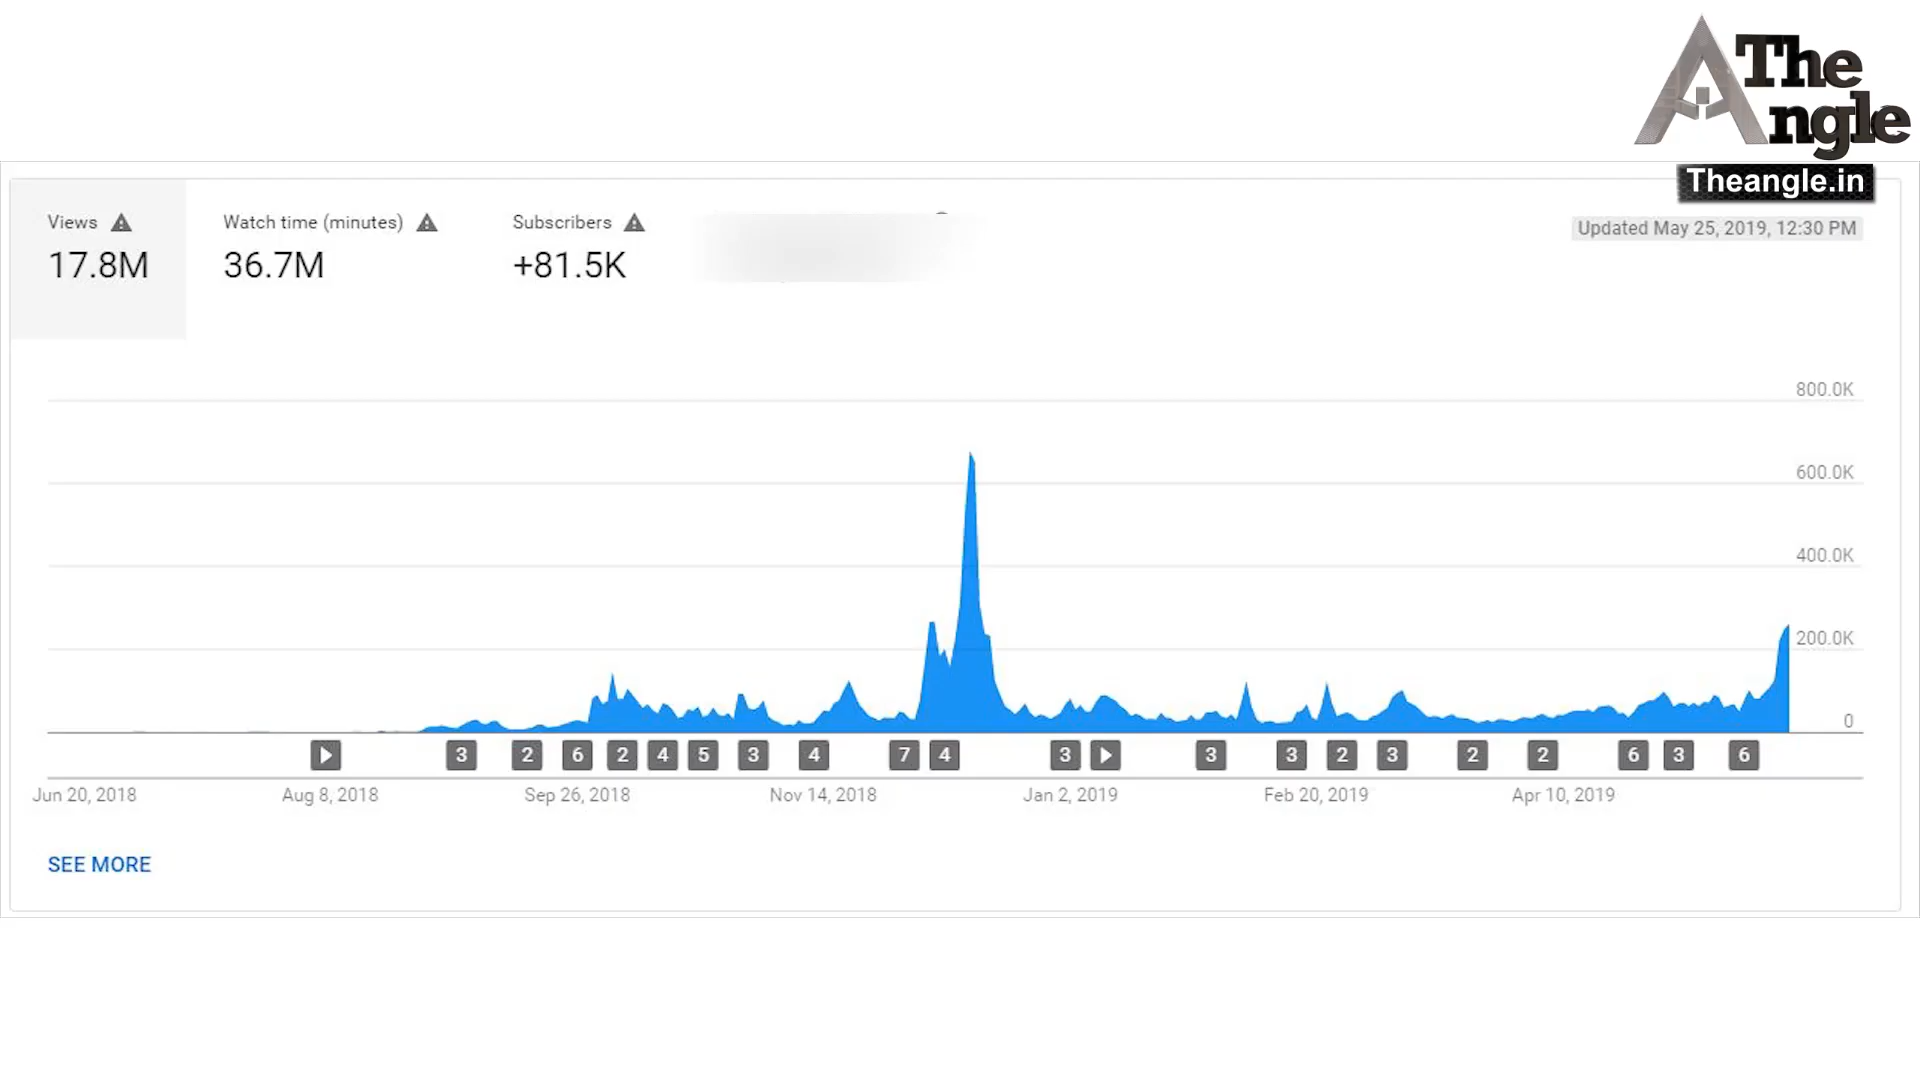 The
Angle
Theangle.in
Views
17.8M
Watch time (minutes)
36.7M
Subscribers
+81.5K
Updated May 25, 2019, 12:30 PM
800.0K
600.0K
400.0K
200.0K
0
3 2 6 2 4 5 3 4 7 4 3 3 3 2 3 2 2 6 3 6
Jun 20, 2018 Aug 8, 2018 Sep 26, 2018 Nov 14, 2018 Jan 2, 2019 Feb 20, 2019 Apr 10, 2019
SEE MORE